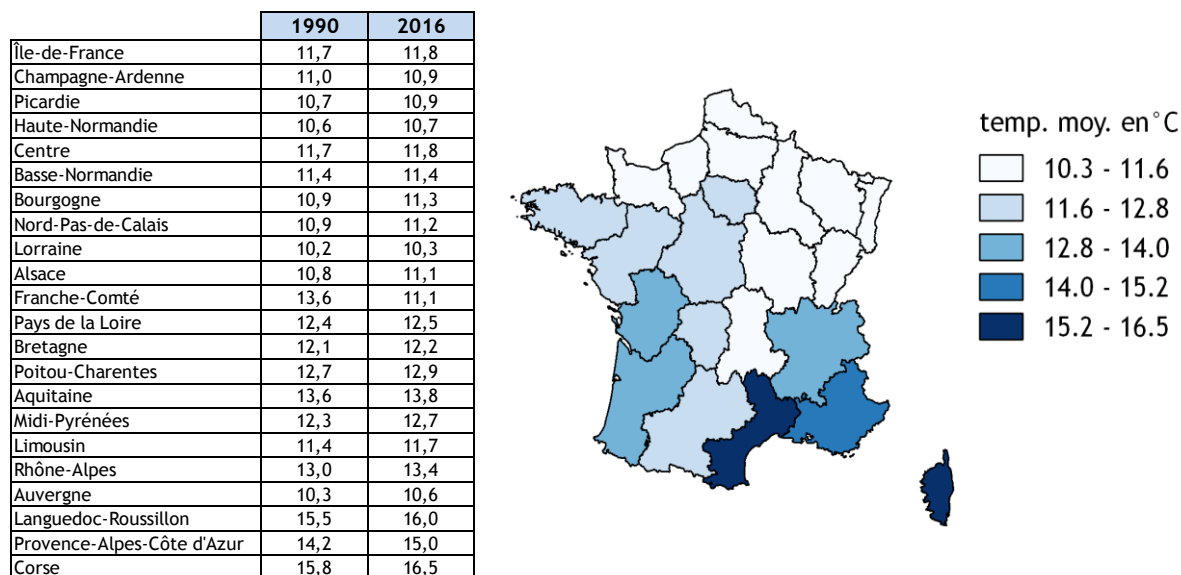 1990 2016
Île-de-France 11,7 11,8
Champagne-Ardenne 11,0 10,9
Picardie 10,7 10,9
Haute-Normandie 10,6 10,7
Centre 11,7 11,8
Basse-Normandie 11,4 11,4
Bourgogne 10,9 11,3
Nord-Pas-de-Calais 10,9 11,2
Lorraine 10,2 10,3
Alsace 10,8 11,1
Franche-Comté 13,6 11,1
Pays de la Loire 12,4 12,5
Bretagne 12,1 12,2
Poitou-Charentes 12,7 12,9
Aquitaine 13,6 13,8
Midi-Pyrénées 12,3 12,7
Limousin 11,4 11,7
Rhône-Alpes 13,0 13,4
Auvergne 10,3 10,6
Languedoc-Roussillon 15,5 16,0
Provence-Alpes-Côte d'Azur 14,2 15,0
Corse 15,8 16,5
temp. moy. en°C
10.3 - 11.6
11.6 - 12.8
12.8 - 14.0
14.0 - 15.2
15.2 - 16.5